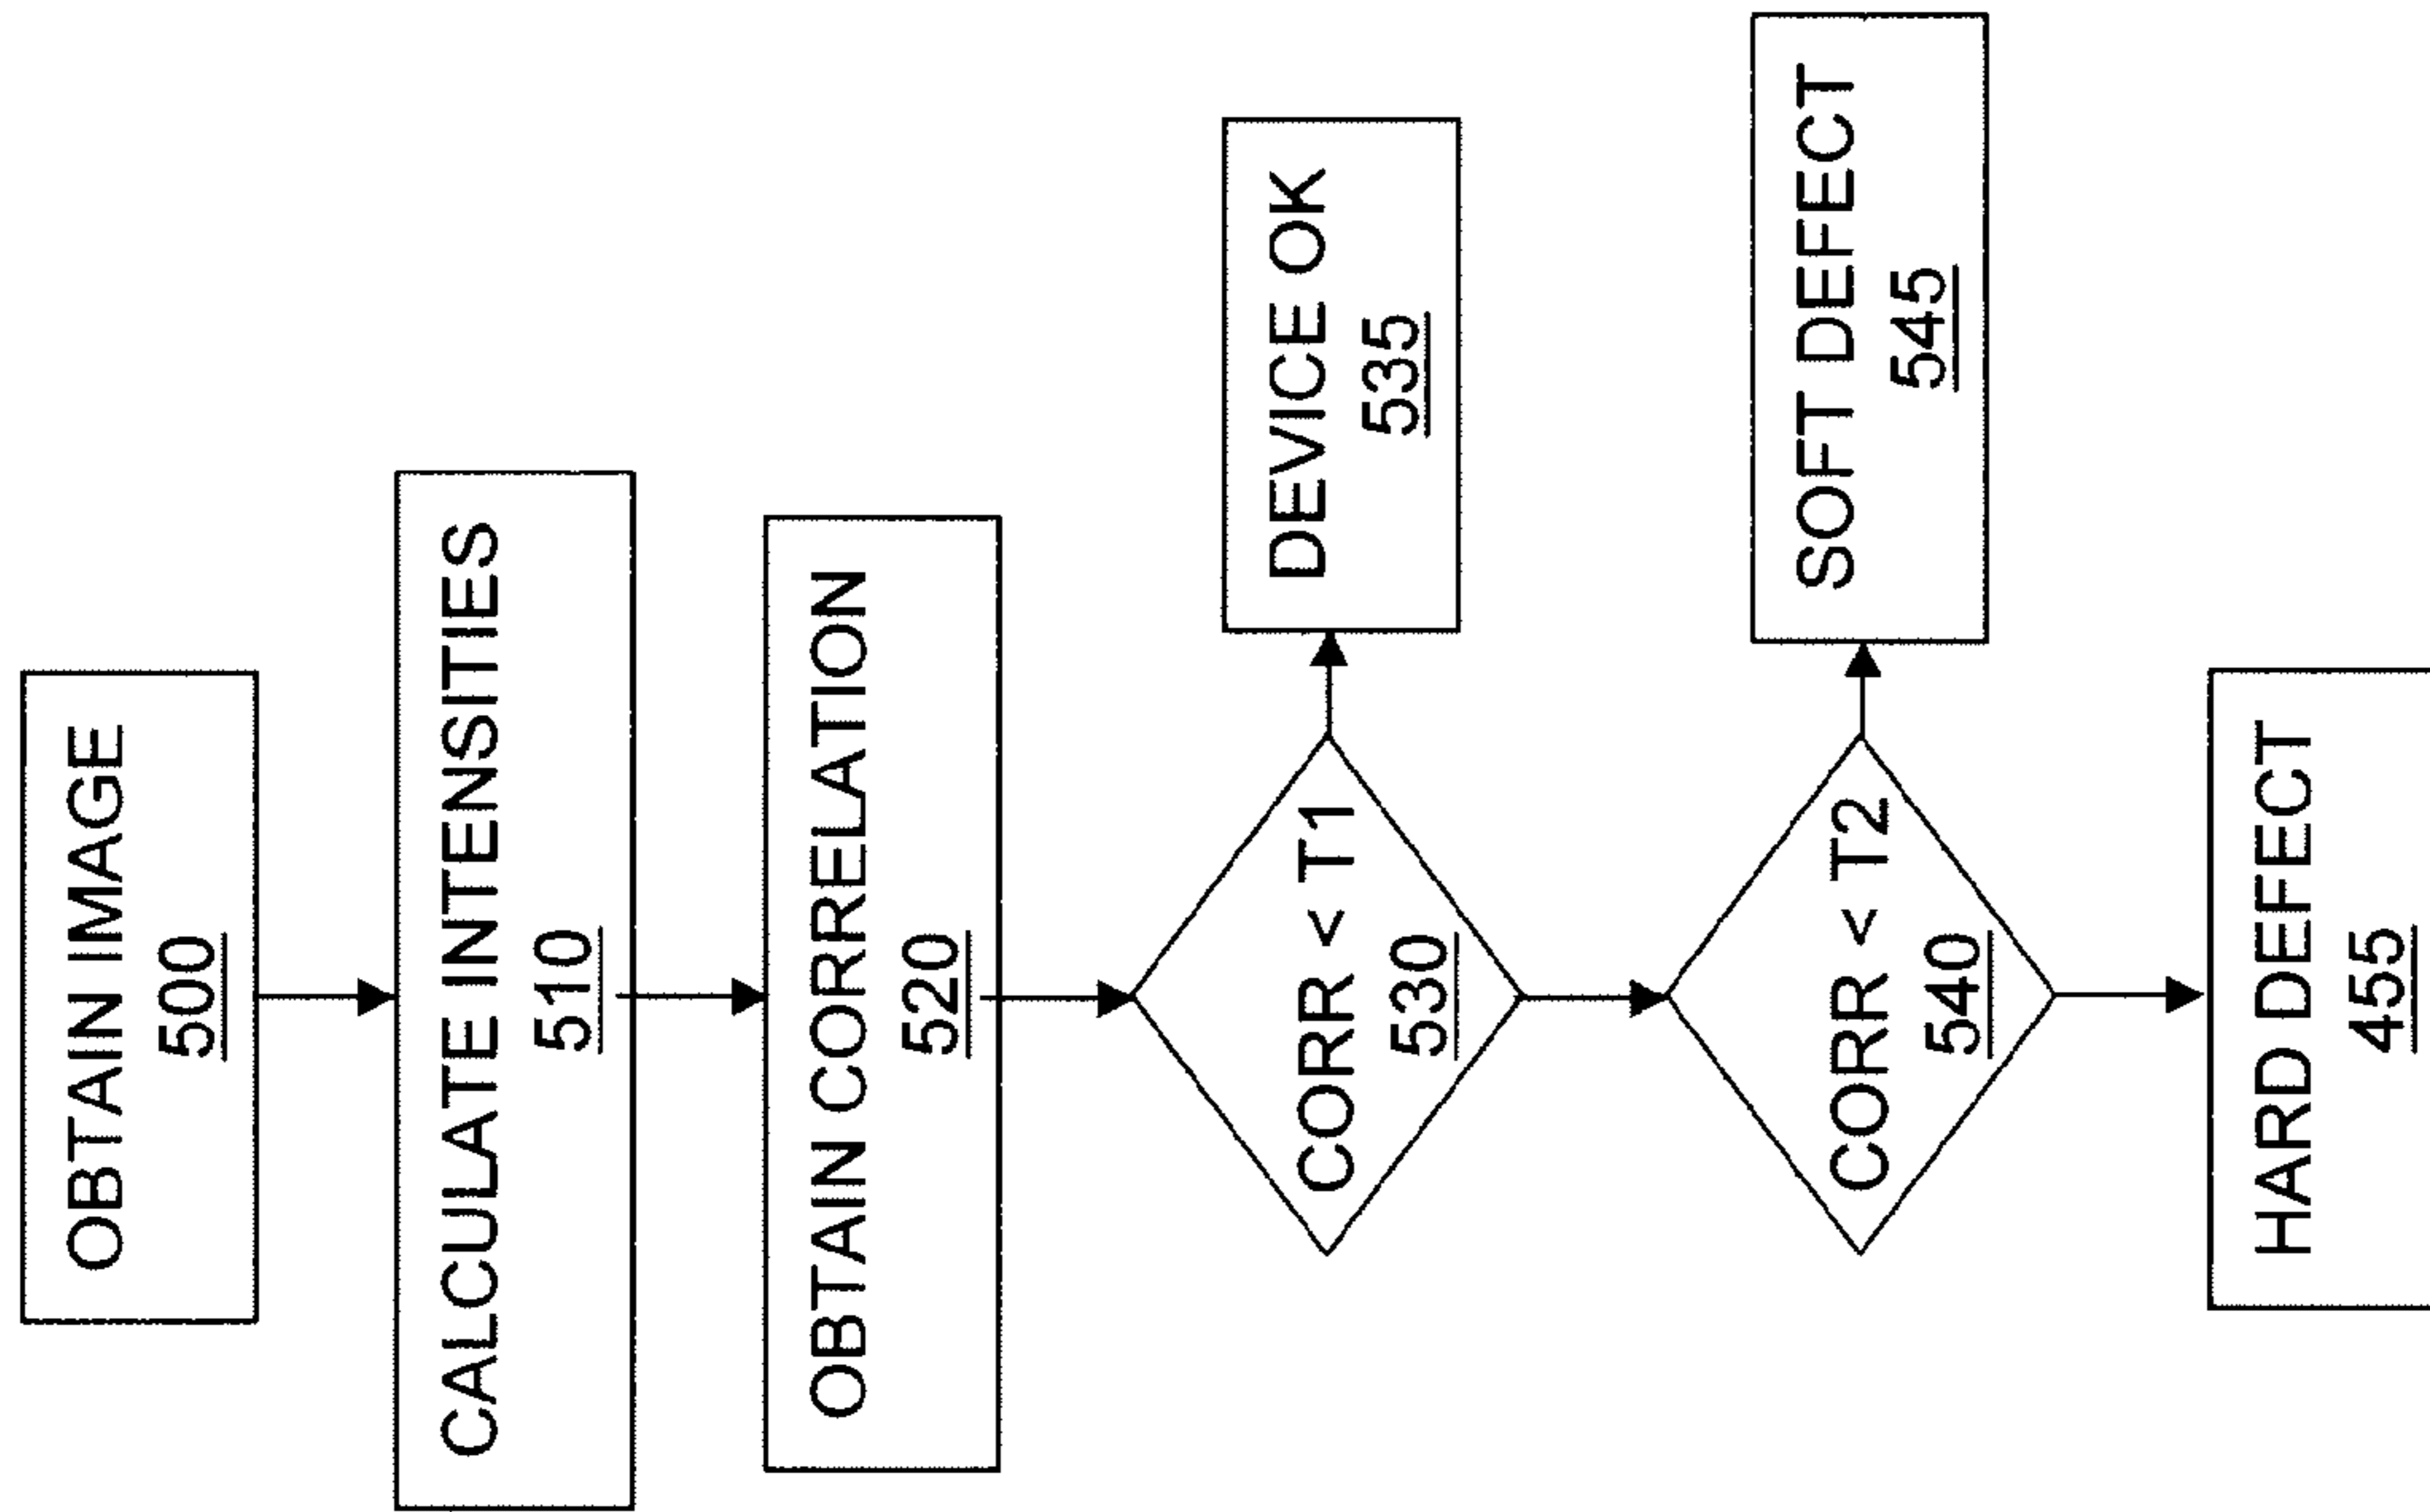 OBTAIN IMAGE
500
CALCULATE INTENSITIES
510
OBTAIN CORRELATION
520
CORR < T1
530
DEVICE OK
535
CORR < T2
540
SOFT DEFECT
545
HARD DEFECT
455